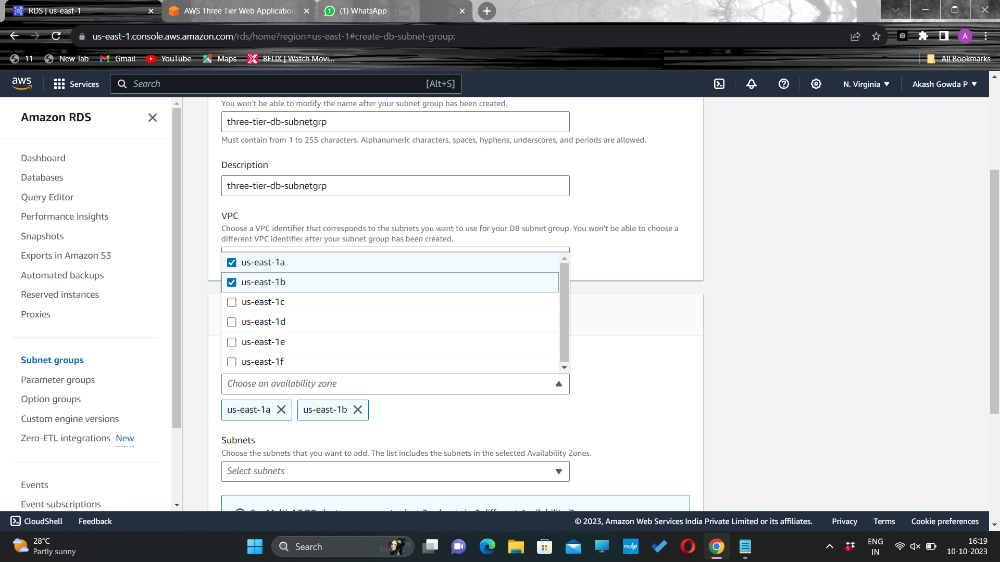 RDS | us-east-1
AWS Three Tier Web Application
(1) WhatsApp
us-east-1.console.aws.amazon.com/rds/home?region=us-east-1#create-db-subnet-group:
A
11
New Tab
Gmail
YouTube
Maps
BFLIX | Watch Movi...
All Bookmarks
aws
Services
Search
[Alt+S]
N. Virginia
Akash Gowda P
Amazon RDS
Dashboard
Databases
Query Editor
Performance insights
Snapshots
Exports in Amazon S3
Automated backups
Reserved instances
Proxies
Subnet groups
Parameter groups
Option groups
Custom engine versions
Zero-ETL integrations New
Events
Event subscriptions
You won't be able to modify the name after your subnet group has been created.
three-tier-db-subnetgrp
Must contain from 1 to 255 characters. Alphanumeric characters, spaces, hyphens, underscores, and periods are allowed.
Description
three-tier-db-subnetgrp
VPC
Choose a VPC identifier that corresponds to the subnets you want to use for your DB subnet group. You won't be able to choose a
different VPC identifier after your subnet group has been created.
us-east-1a
us-east-1b
us-east-1c
us-east-1d
us-east-1e
us-east-1f
Choose an availability zone
us-east-1a
us-east-1b
Subnets
Choose the subnets that you want to add. The list includes the subnets in the selected Availability Zones.
Select subnets
CloudShell
Feedback
© 2023, Amazon Web Services India Private Limited or its affiliates.
Privacy
Terms
Cookie preferences
28°C
Partly sunny
Search
myhp
1
ENG
IN
16:19
10-10-2023